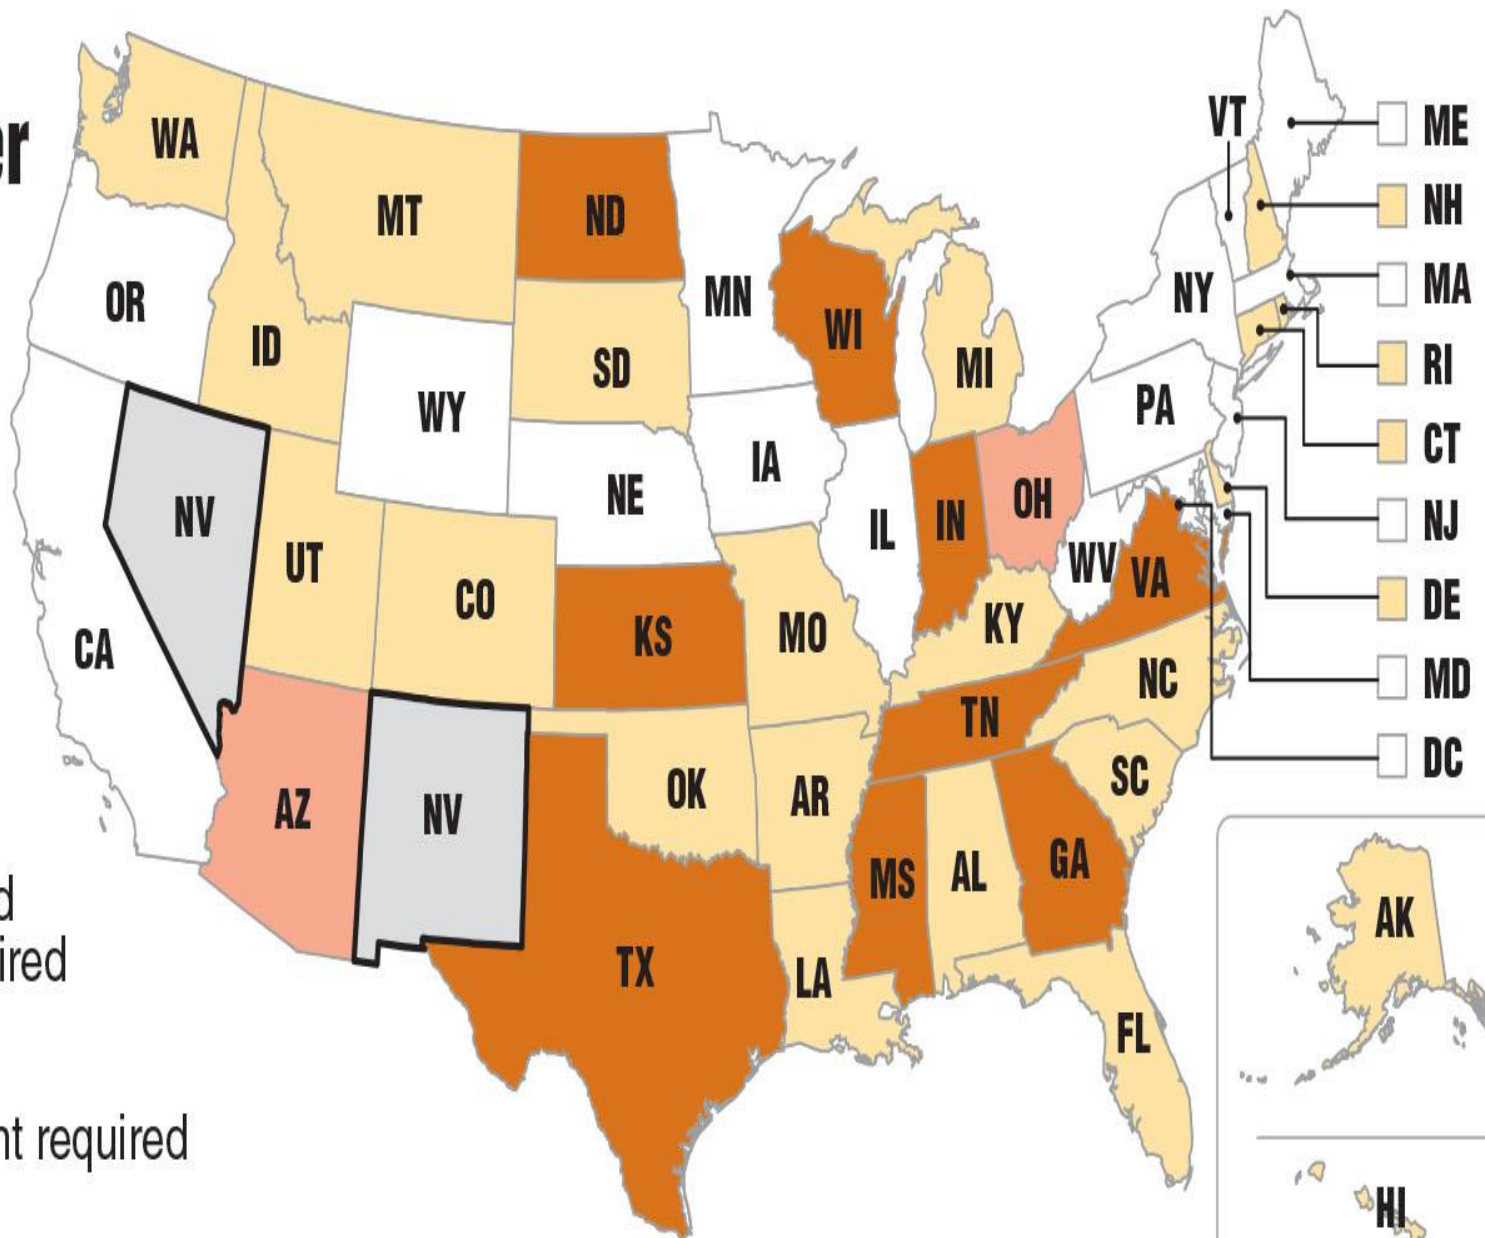 er
WA
MT
ND
VT
ME
OR
ID
SD
MN
WI
MI
NY
NH
MA
WY
PA
RI
NV
NE
IA
IL
IN
OH
CT
UT
CO
WV
VA
NJ
CA
KS
MO
KY
DE
NC
MD
TN
AZ
NV
OK
AR
SC
DC
MS
AL
GA
d
ired
TX
LA
FL
AK
nt required
HI